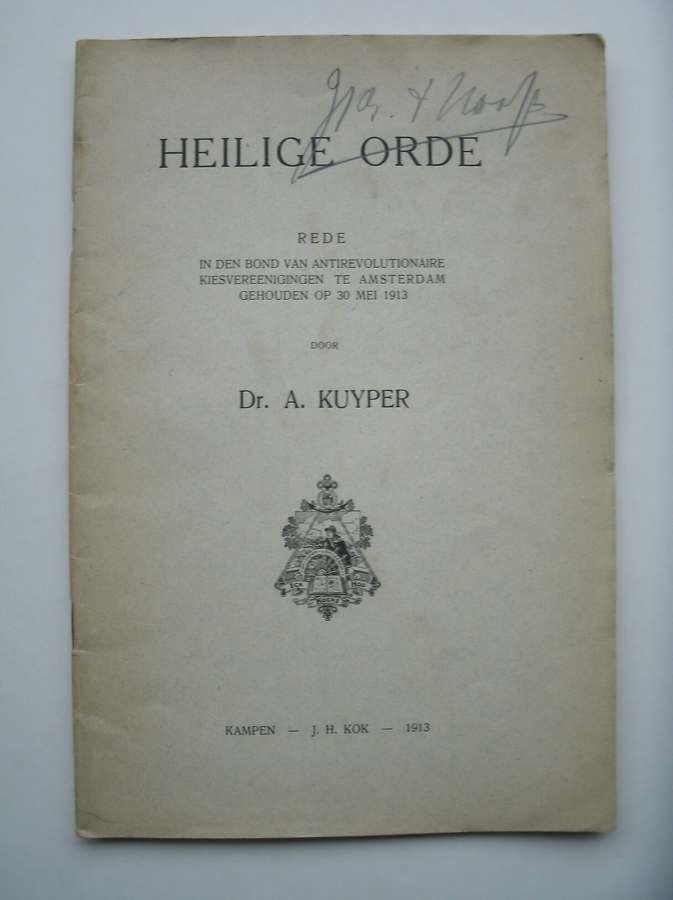 HEILIGE ORDE
REDE
IN DEN BOND VAN ANTIREVOLUTIONAIRE
KIESVEREENIGINGEN TE AMSTERDAM
GEHOUDEN OP 30 MEI 1913
DOOR
Dr. A. KUYPER
KAMPEN — J. H. KOK — 1913